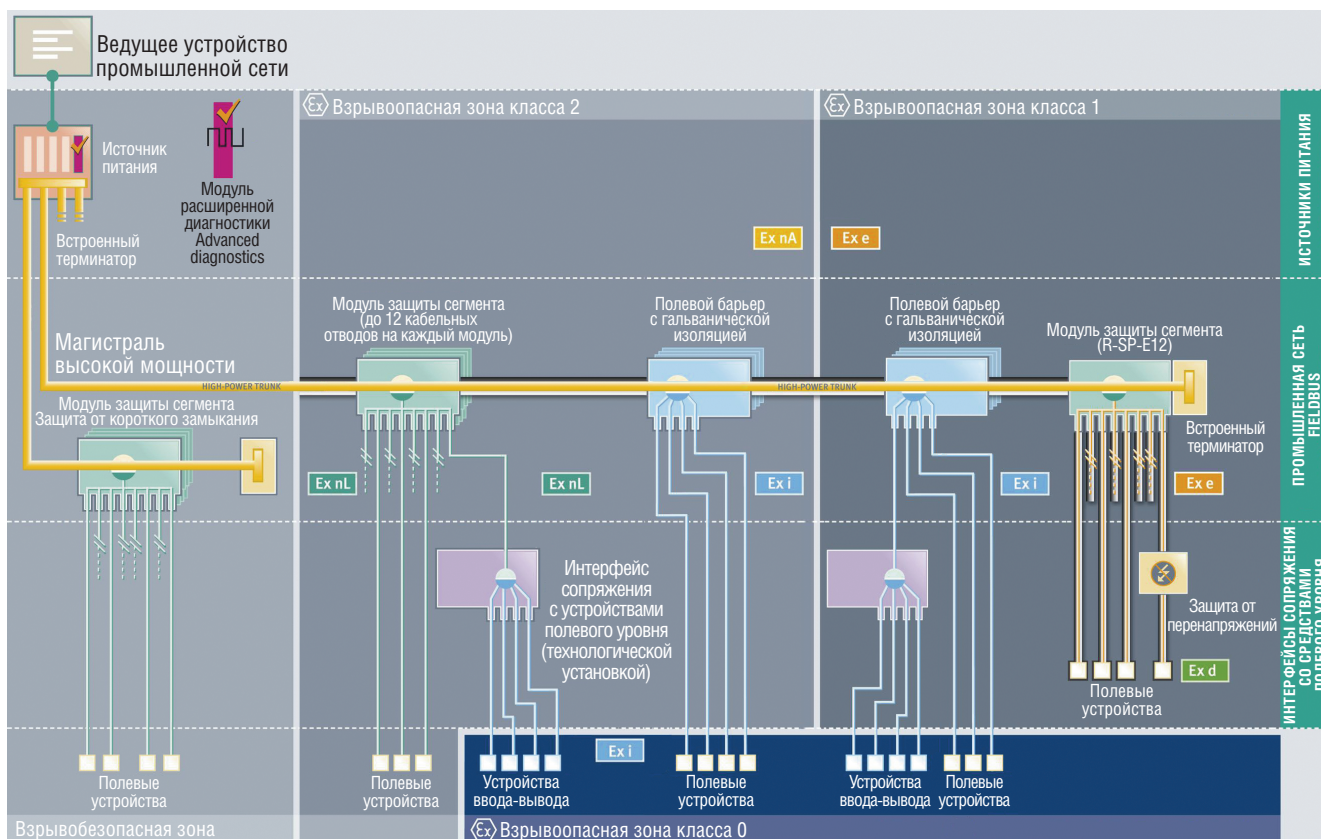 Ведущее устройство
промышленной сети
Источник
питания
Модуль
расширенной
диагностики
Advanced
diagnostics
Встроенный
терминатор
Ex Взрывоопасная зона класса 2
Ex Взрывоопасная зона класса 1
Ex nA
Ex e
ИСТОЧНИКИ ПИТАНИЯ
Магистраль
высокой мощности
HIGH-POWER TRUNK
HIGH-POWER TRUNK
Модуль защиты сегмента
(до 12 кабельных
отводов на каждый модуль)
Полевой барьер
с гальванической
изоляцией
Полевой барьер
с гальванической
изоляцией
Модуль защиты сегмента
(R-SP-E12)
Встроенный
терминатор
Модуль защиты сегмента
Защита от короткого замыкания
Ex nL
Ex nL
Ex i
Ex i
Ex e
ПРОМЫШЛЕННАЯ СЕТЬ
FIELDBUS
Интерфейс
сопряжения
с устройствами
полевого уровня
(технологической
установкой)
Защита от
перенапряжений
Ex d
Полевые
устройства
ИНТЕРФЕЙСЫ СОПРЯЖЕНИЯ
СО СРЕДСТВАМИ
ПОЛЕВОГО УРОВНЯ
Ex i
Полевые
устройства
Полевые
устройства
Устройства
ввода-вывода
Полевые
устройства
Устройства
ввода-вывода
Полевые
устройства
Взрывобезопасная зона
Ex Взрывоопасная зона класса 0